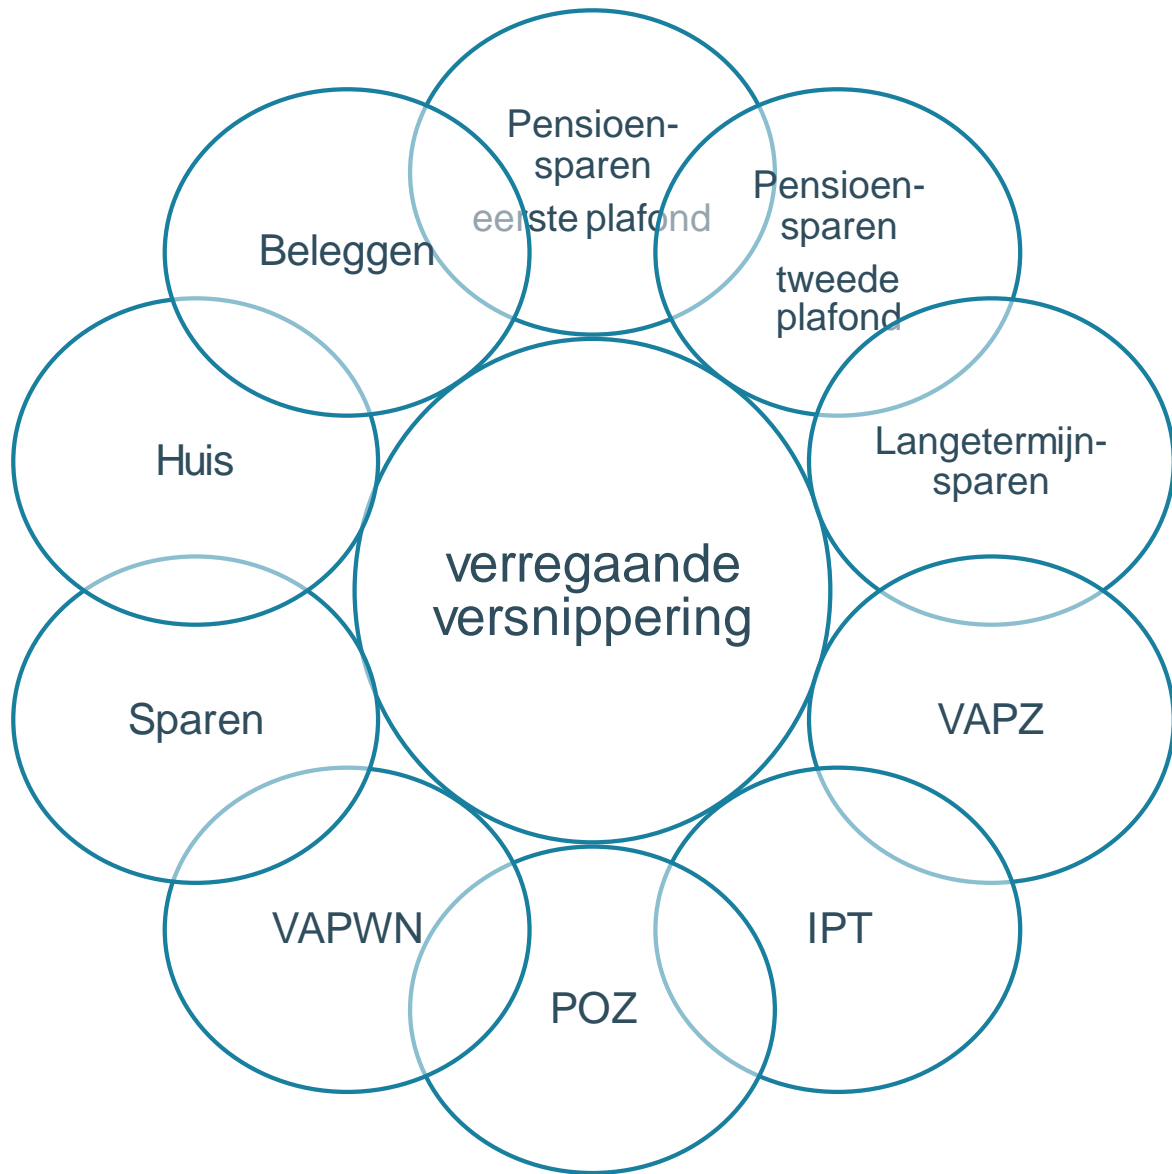 Pensioen-
sparen
eerste plafond
Pensioen-
sparen
tweede
plafond
Langetermijn-
sparen
VAPZ
IPT
POZ
VAPWN
Sparen
Huis
Beleggen
verregaande
versnippering